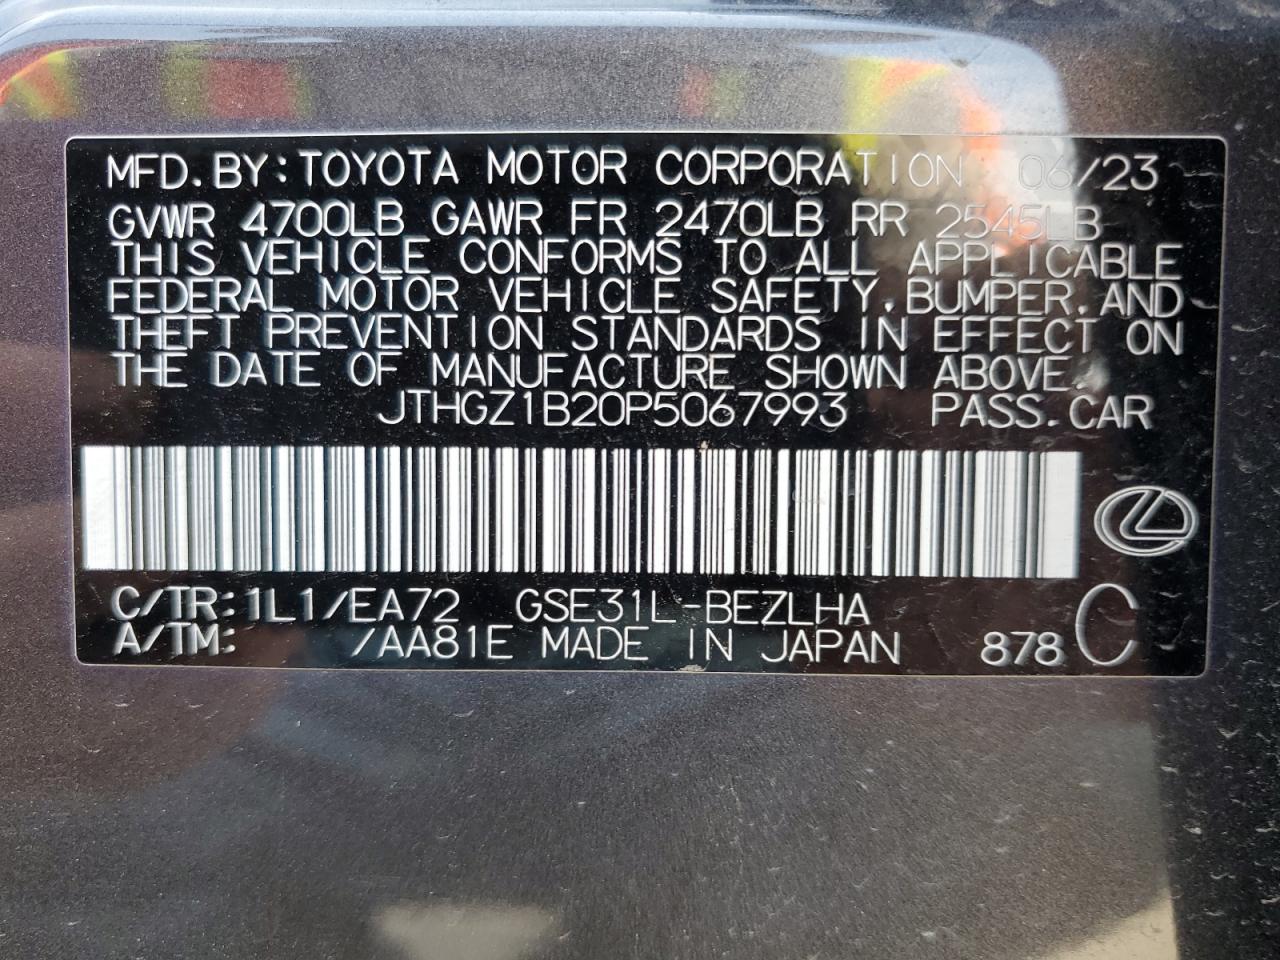 MFD.BY:TOYOTA MOTOR CORPORATION 06/23
GVWR 4700LB GAWR FR 2470LB RR 2545LB
THIS VEHICLE CONFORMS TO ALL APPLICABLE
FEDERAL MOTOR VEHICLE SAFETY,BUMPER,AND
THEFT PREVENTION STANDARDS IN EFFECT ON
THE DATE OF MANUFACTURE SHOWN ABOVE.
JTHGZ1B20P5067993 PASS.CAR
C/TR:1L1/EA72 GSE31L-BEZLHA
A/TM: /AA81E MADE IN JAPAN 878 C